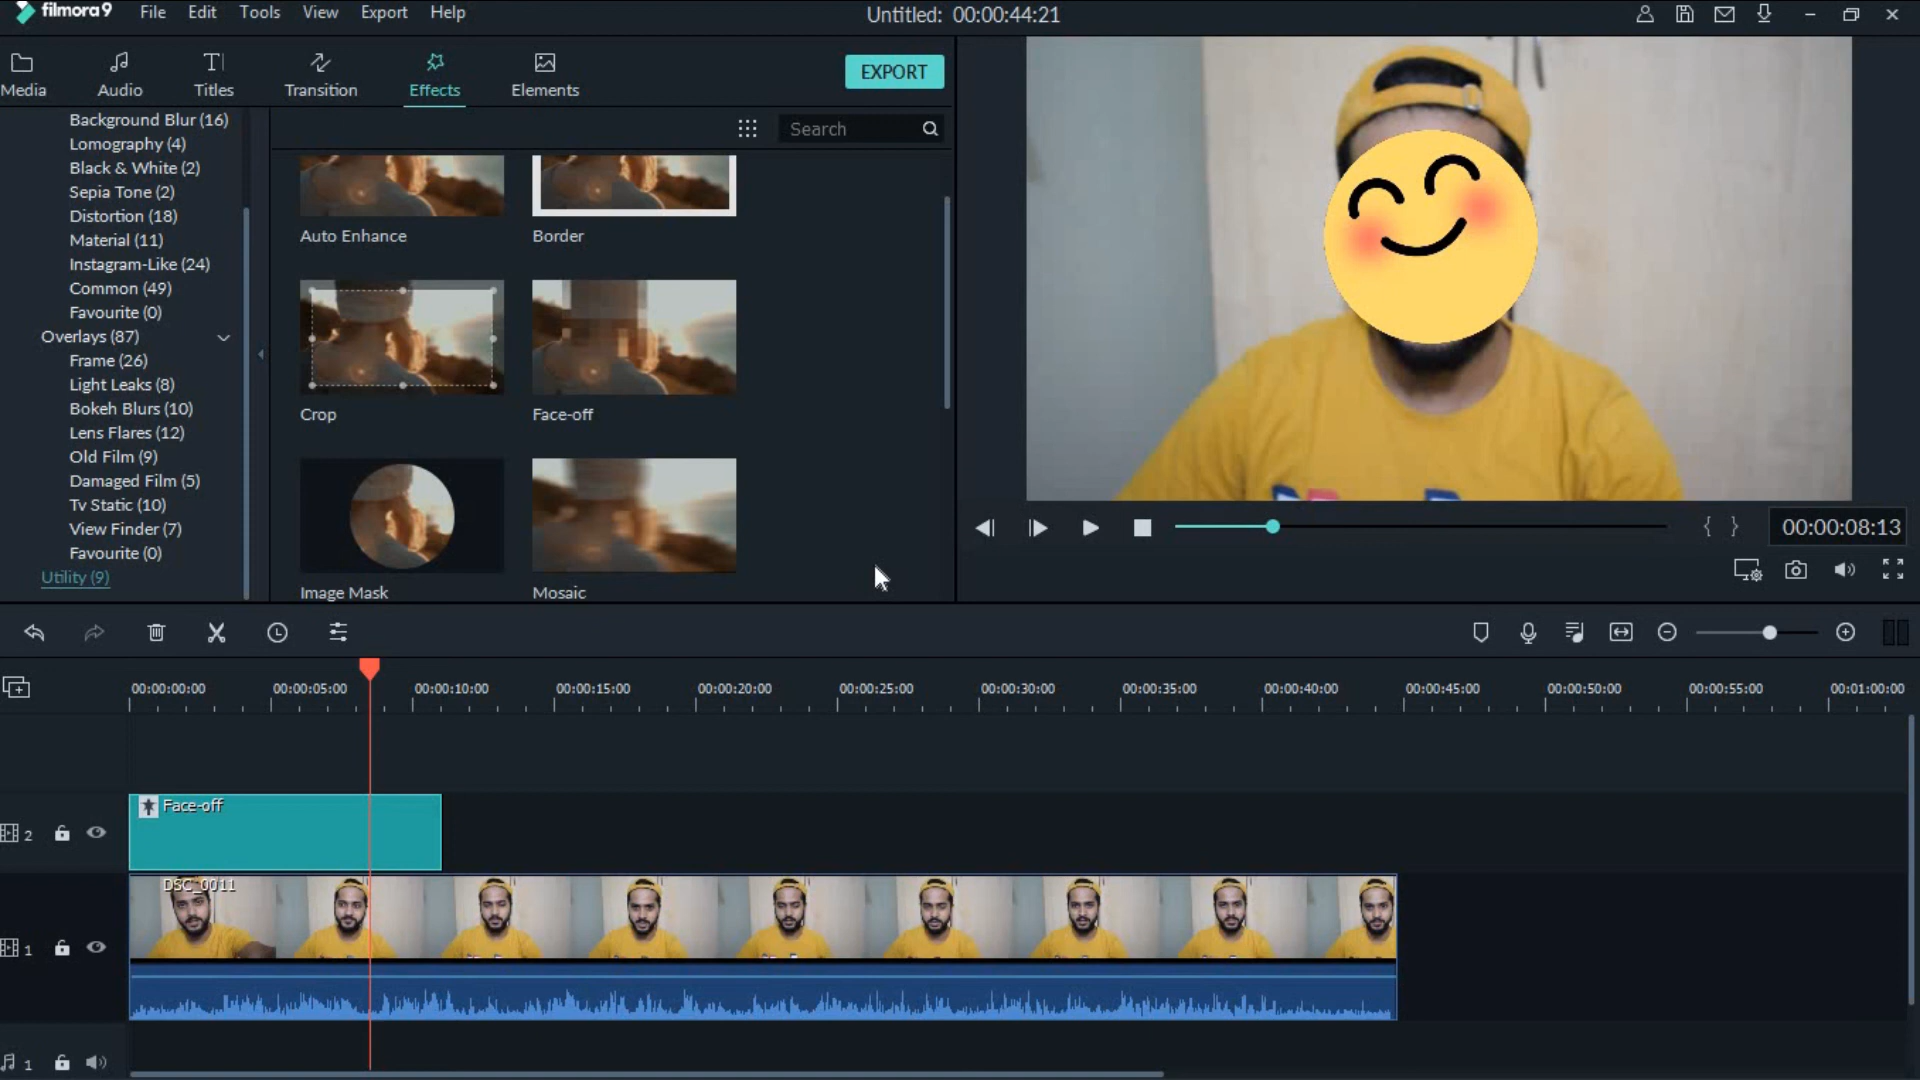 filmora9 File Edit Tools View Export Help Untitled: 00:00:44:21
Media Audio Titles Transition Effects Elements EXPORT
Search
Background Blur (16)
Lomography (4)
Black & White (2)
Sepia Tone (2)
Distortion (18)
Material (11)
Instagram-Like (24)
Common (49)
Favourite (0)
Overlays (87)
Frame (26)
Light Leaks (8)
Bokeh Blurs (10)
Lens Flares (12)
Old Film (9)
Damaged Film (5)
Tv Static (10)
View Finder (7)
Favourite (0)
Utility (9)
Auto Enhance Border
Crop Face-off
Image Mask Mosaic
{ } 00:00:08:13
00:00:00:00 00:00:05:00 00:00:10:00 00:00:15:00 00:00:20:00 00:00:25:00 00:00:30:00 00:00:35:00 00:00:40:00 00:00:45:00 00:00:50:00 00:00:55:00 00:01:00:00
2 Face-off
DSC_0011
1
1